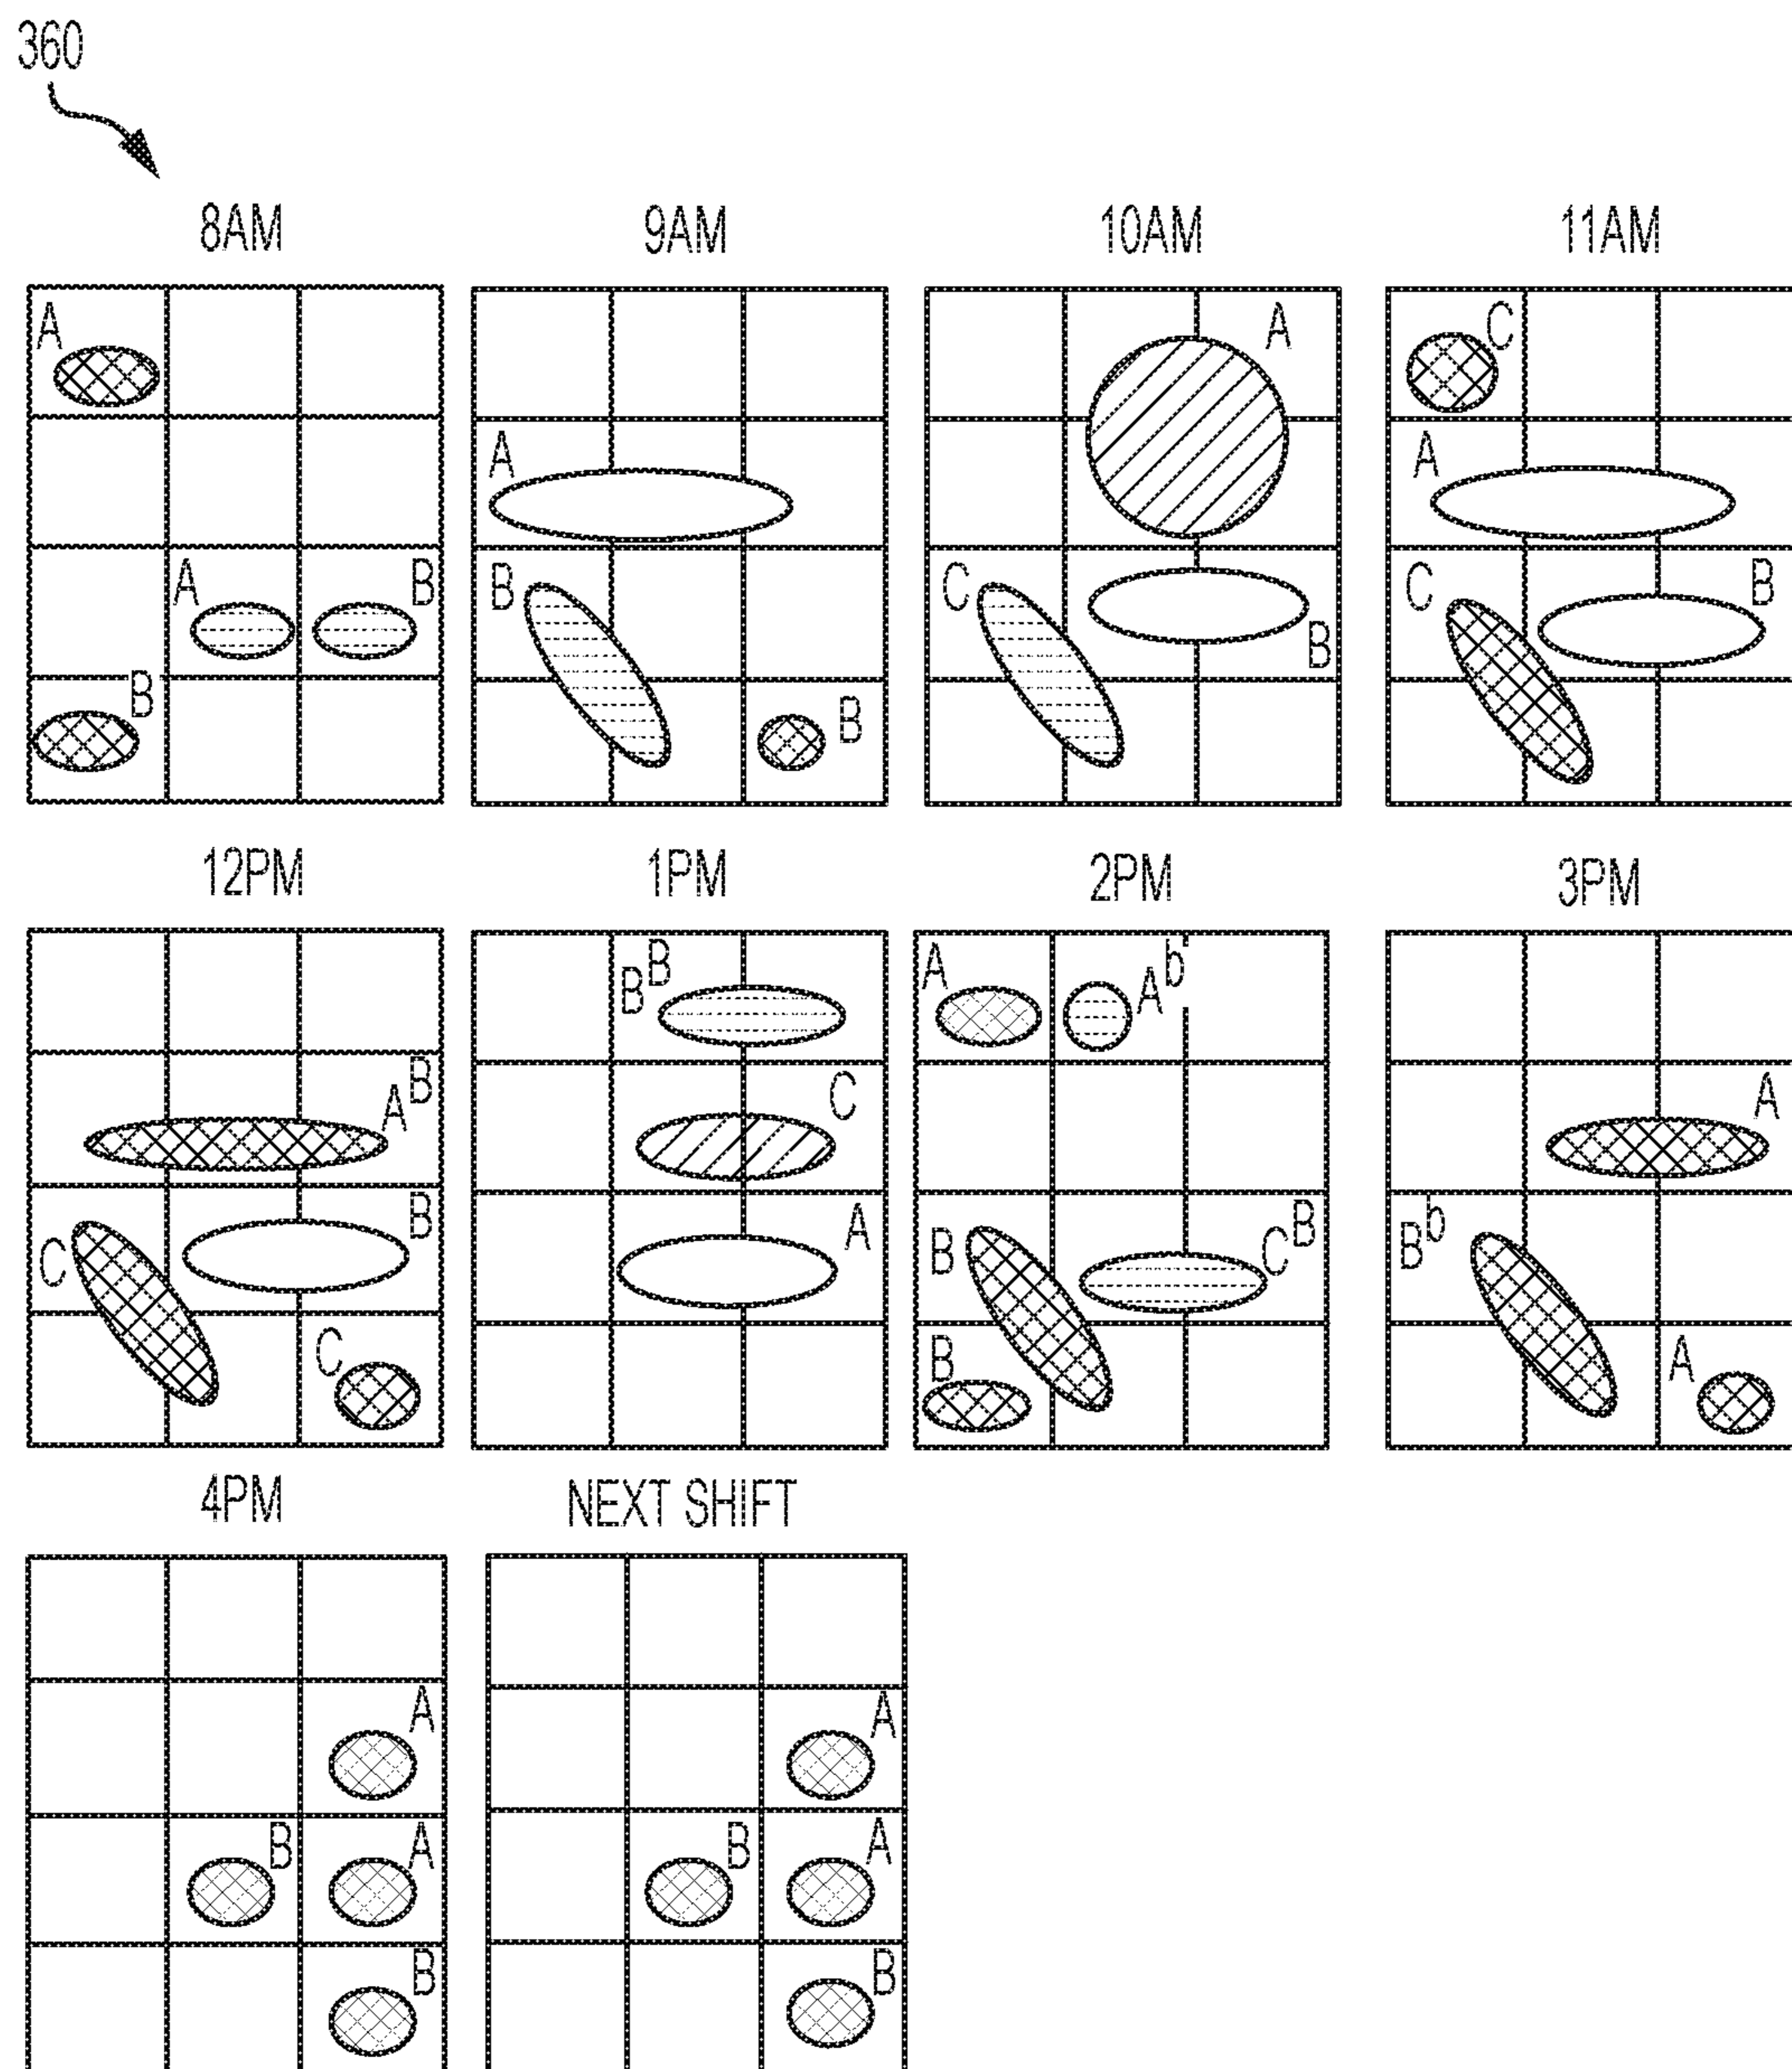 360
8AM 9AM 10AM 11AM
A A C
A A
A B B C C B
B B B
12PM 1PM 2PM 3PM
B B A A b
A B C A
C B A B C B B b
C B A
4PM NEXT SHIFT
A A
B A B A
B B